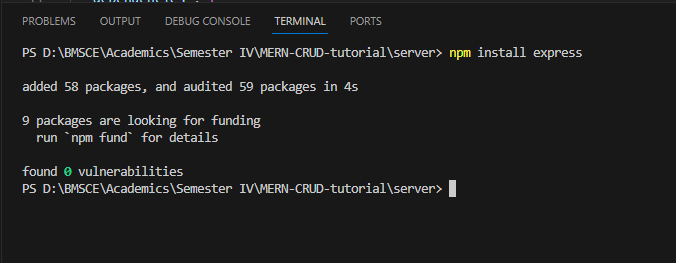 PROBLEMS OUTPUT DEBUG CONSOLE TERMINAL PORTS
PS D:\BMSCE\Academics\Semester IV\MERN-CRUD-tutorial\server> npm install express
added 58 packages, and audited 59 packages in 4s
9 packages are looking for funding
run `npm fund` for details
found 0 vulnerabilities
PS D:\BMSCE\Academics\Semester IV\MERN-CRUD-tutorial\server>